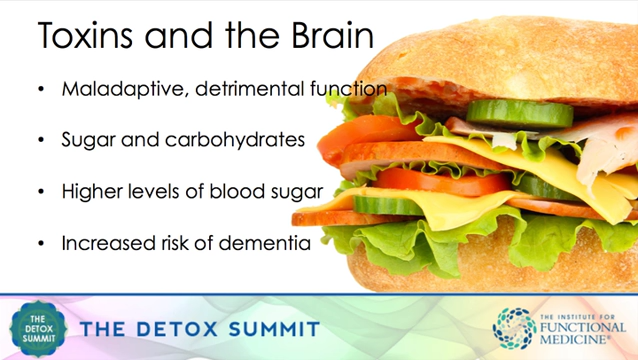 Toxins and the Brain
• Maladaptive, detrimental function
• Sugar and carbohydrates
• Higher levels of blood sugar
• Increased risk of dementia
THE
DETOX
SUMMIT
THE DETOX SUMMIT
THE INSTITUTE FOR
FUNCTIONAL
MEDICINE®